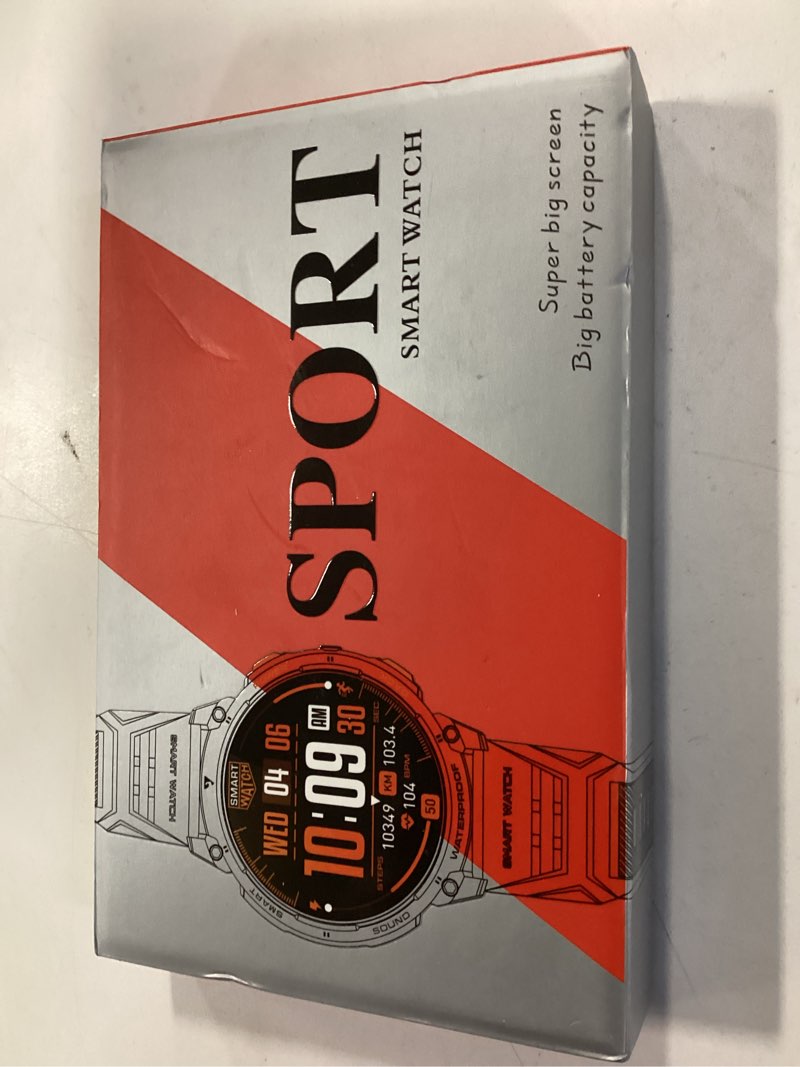 SPORT
SMART WATCH
Super big screen
Big battery capacity
SMART WATCH
SMART
WATCH
WED 04 06
10:09 AM
30 SEC
STEPS 10349 KM 103.4
104 BPM
50
SMART
SOUND
WATERPROOF
SMART WATCH